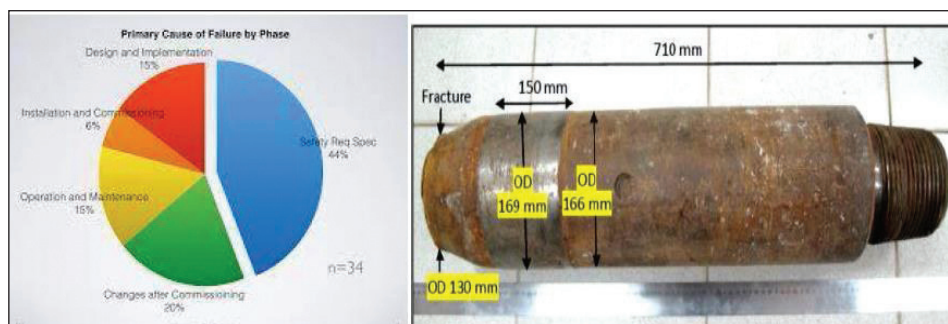 Primary Cause of Failure by Phase
Design and Implementation
15%
Installation and Commissioning
6%
Safety Req Spec
44%
Operation and Maintenance
15%
n=34
Changes after Commissioning
20%
710 mm
150 mm
Fracture
OD
169 mm
OD
166 mm
OD 130 mm